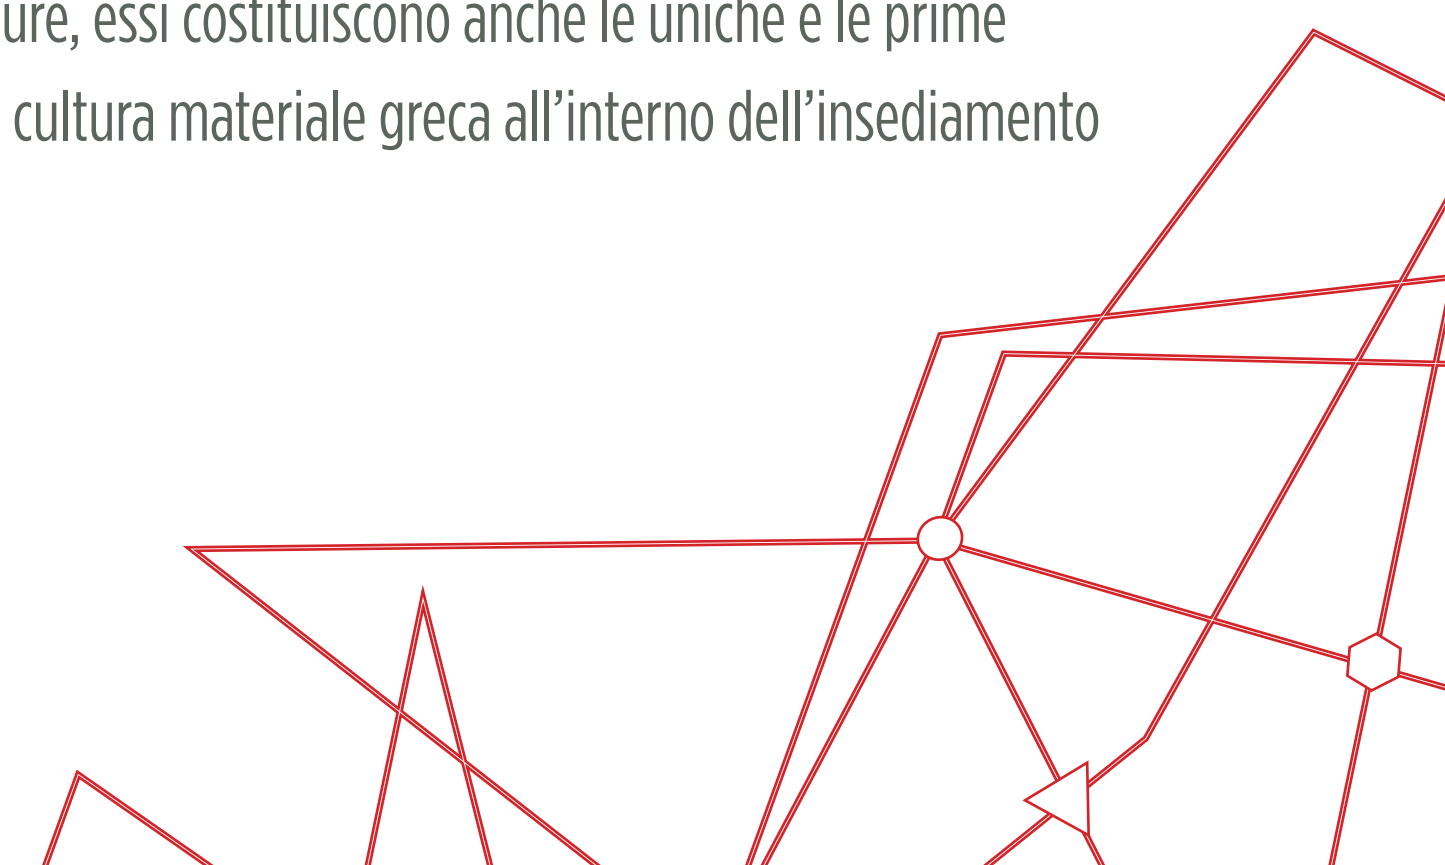 ure, essi costituiscono anche le uniche e le prime
cultura materiale greca all’interno dell’insediamento